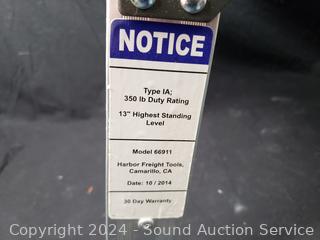 NOTICE
Type IA;
350 lb Duty Rating
13" Highest Standing
Level
Model 66911
Harbor Freight Tools,
Camarillo, CA
Date: 10 / 2014
30 Day Warranty
Copyright 2024 - Sound Auction Service